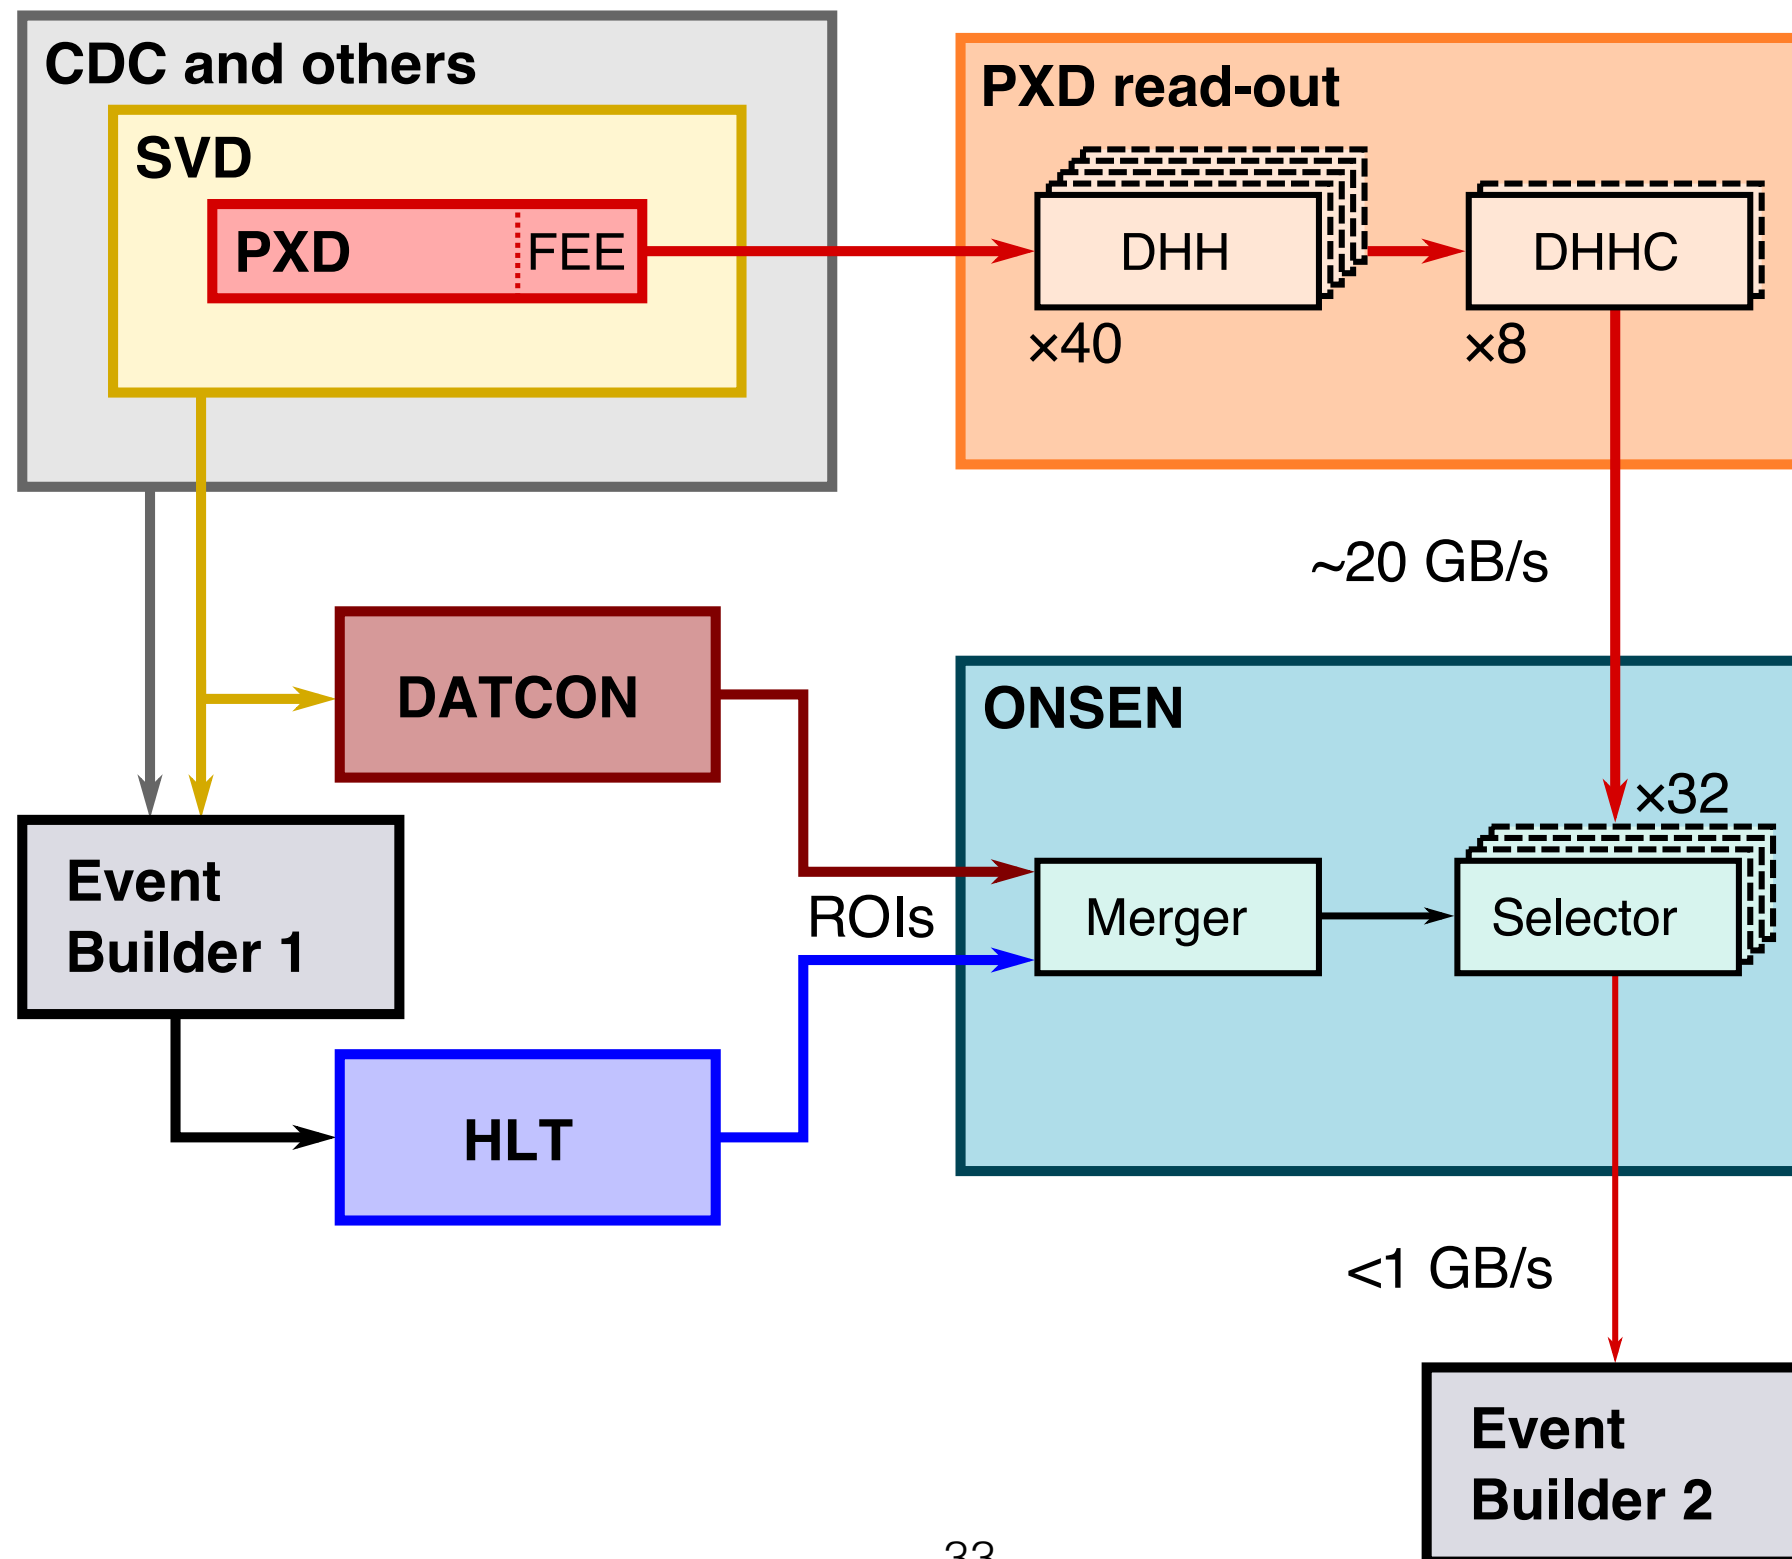 CDC and others
SVD
PXD
FEE
PXD read-out
DHH
×40
DHHC
×8
~20 GB/s
DATCON
ONSEN
×32
Event
Builder 1
ROIs
Merger
Selector
HLT
<1 GB/s
Event
Builder 2
33